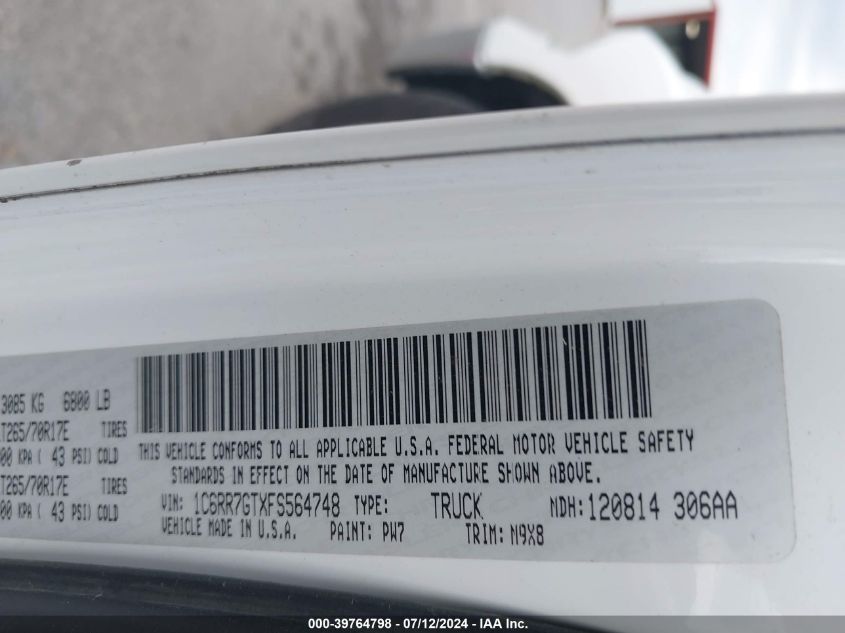 3085 KG 6800 LB
T265/70R17E TIRES
00 KPA ( 43 PSI) COLD
T265/70R17E TIRES
00 KPA ( 43 PSI) COLD
THIS VEHICLE CONFORMS TO ALL APPLICABLE U.S.A. FEDERAL MOTOR VEHICLE SAFETY
STANDARDS IN EFFECT ON THE DATE OF MANUFACTURE SHOWN ABOVE.
VIN: 1C6RR7GTXFS564748 TYPE: TRUCK MDH:120814 306AA
VEHICLE MADE IN U.S.A. PAINT: PW7 TRIM: M9X8
000-39764798 - 07/12/2024 - IAA Inc.